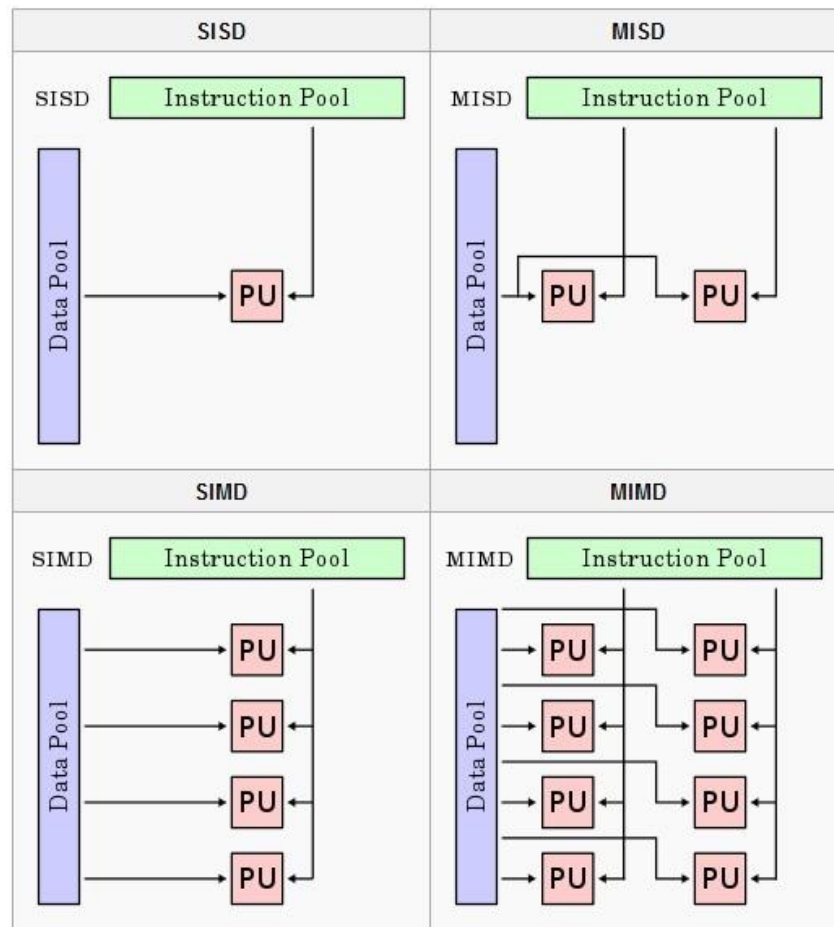 SISD
MISD
SISD
Instruction Pool
Data Pool
PU
MISD
Instruction Pool
Data Pool
PU
PU
SIMD
MIMD
SIMD
Instruction Pool
Data Pool
PU
PU
PU
PU
MIMD
Instruction Pool
Data Pool
PU
PU
PU
PU
PU
PU
PU
PU